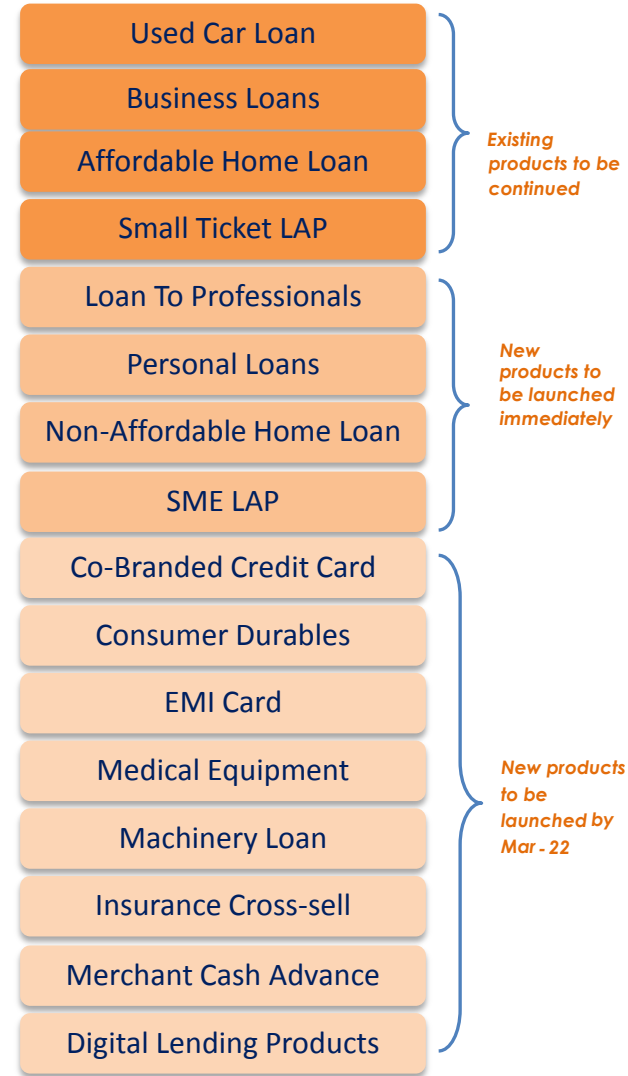 Used Car Loan
Business Loans
Affordable Home Loan
Small Ticket LAP
Existing
products to be
continued
Loan To Professionals
Personal Loans
Non-Affordable Home Loan
SME LAP
New
products to
be launched
immediately
Co-Branded Credit Card
Consumer Durables
EMI Card
Medical Equipment
Machinery Loan
Insurance Cross-sell
Merchant Cash Advance
Digital Lending Products
New products
to be
launched by
Mar - 22